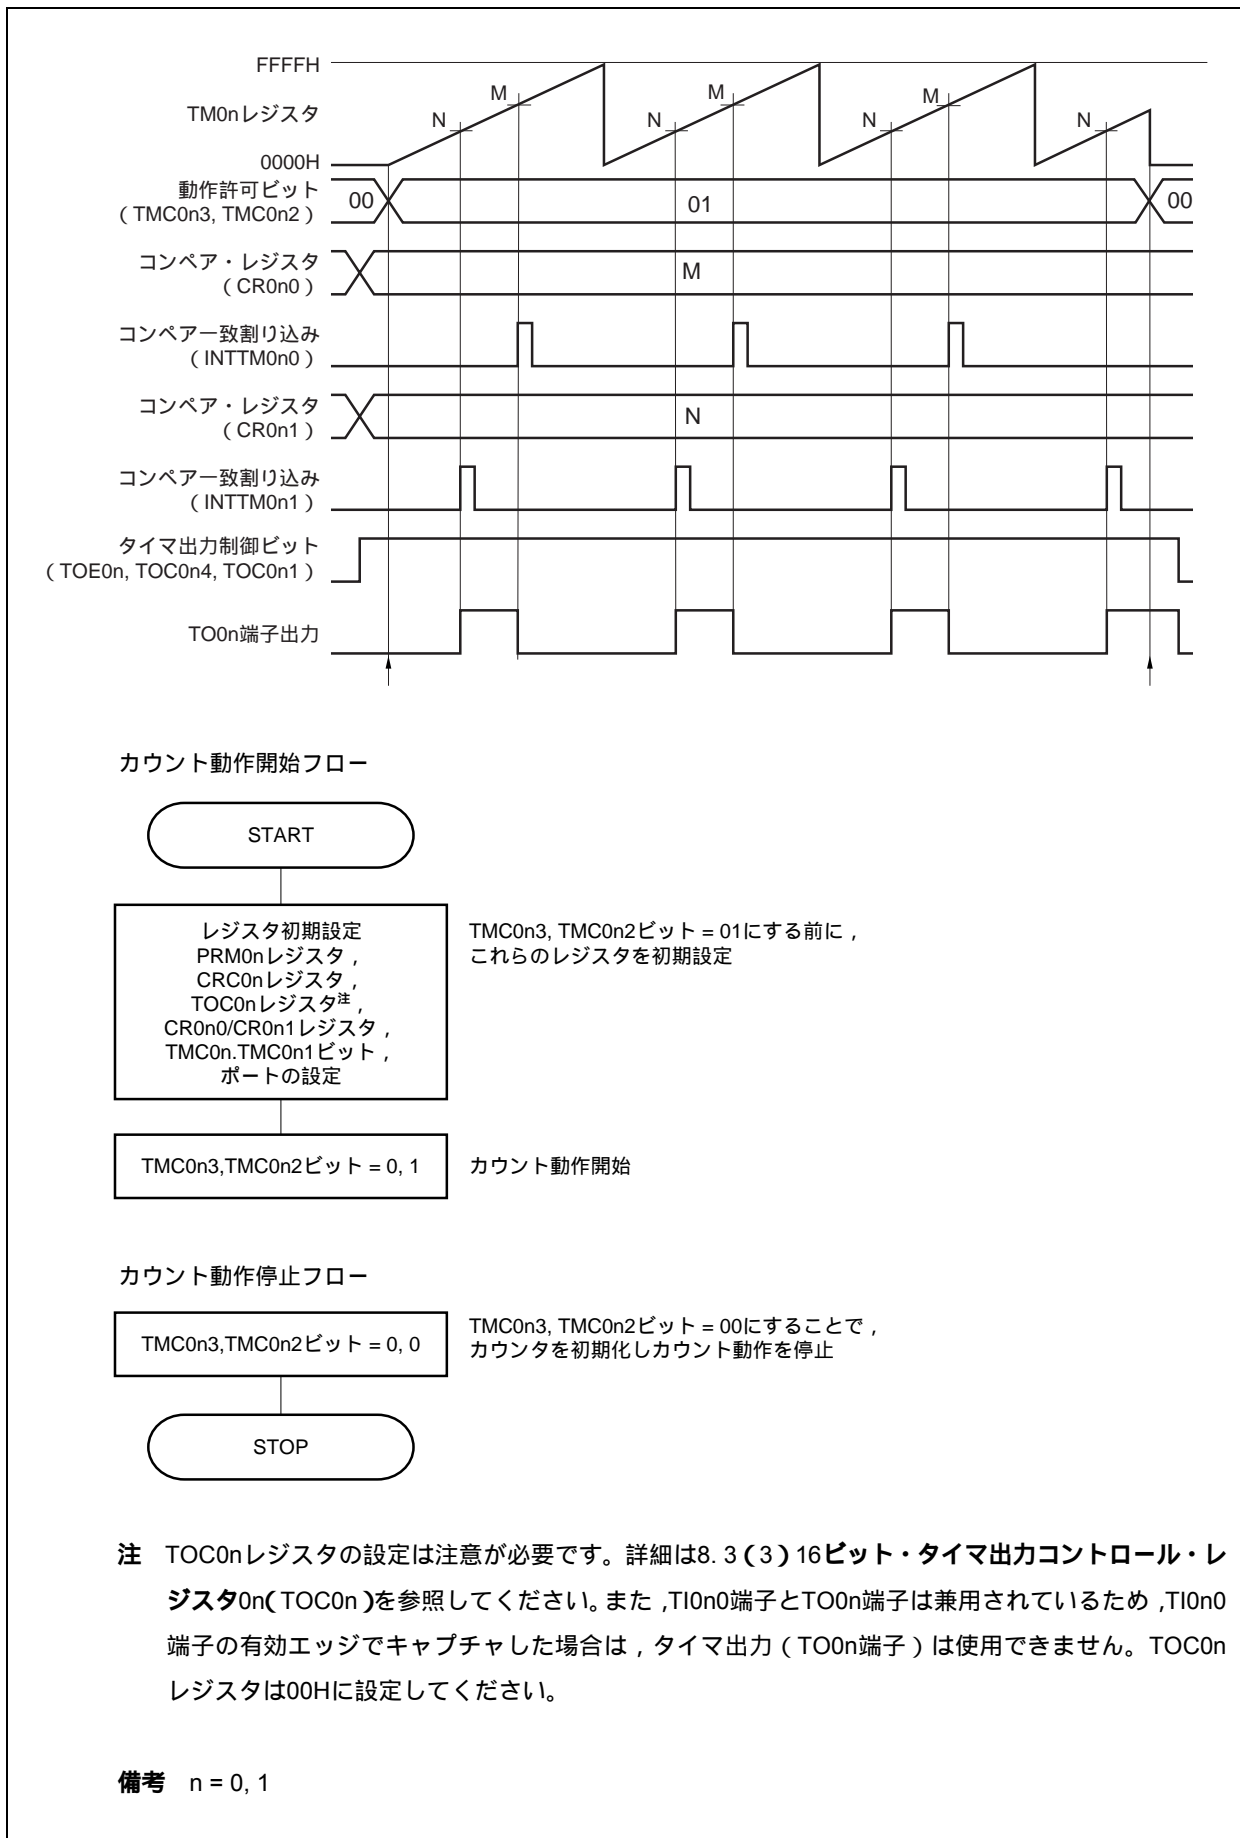 FFFFH
TM0nレジスタ
0000H
N
M
N
M
N
M
N
動作許可ビット
（TMC0n3, TMC0n2）
00
01
00
コンペア・レジスタ
（CR0n0）
M
コンペア一致割り込み
（INTTM0n0）
コンペア・レジスタ
（CR0n1）
N
コンペア一致割り込み
（INTTM0n1）
タイマ出力制御ビット
（TOE0n, TOC0n4, TOC0n1）
TO0n端子出力
カウント動作開始フロー
START
レジスタ初期設定
PRM0nレジスタ，
CRC0nレジスタ，
TOC0nレジスタ注，
CR0n0/CR0n1レジスタ，
TMC0n.TMC0n1ビット，
ポートの設定
TMC0n3, TMC0n2ビット = 01にする前に，
これらのレジスタを初期設定
TMC0n3,TMC0n2ビット = 0, 1
カウント動作開始
カウント動作停止フロー
TMC0n3,TMC0n2ビット = 0, 0
TMC0n3, TMC0n2ビット = 00にすることで，
カウンタを初期化しカウント動作を停止
STOP
注　TOC0nレジスタの設定は注意が必要です。詳細は8. 3（3）16ビット・タイマ出力コントロール・レ
ジスタ0n（TOC0n）を参照してください。また，TI0n0端子とTO0n端子は兼用されているため，TI0n0
端子の有効エッジでキャプチャした場合は，タイマ出力（TO0n端子）は使用できません。TOC0n
レジスタは00Hに設定してください。
備考　n = 0, 1